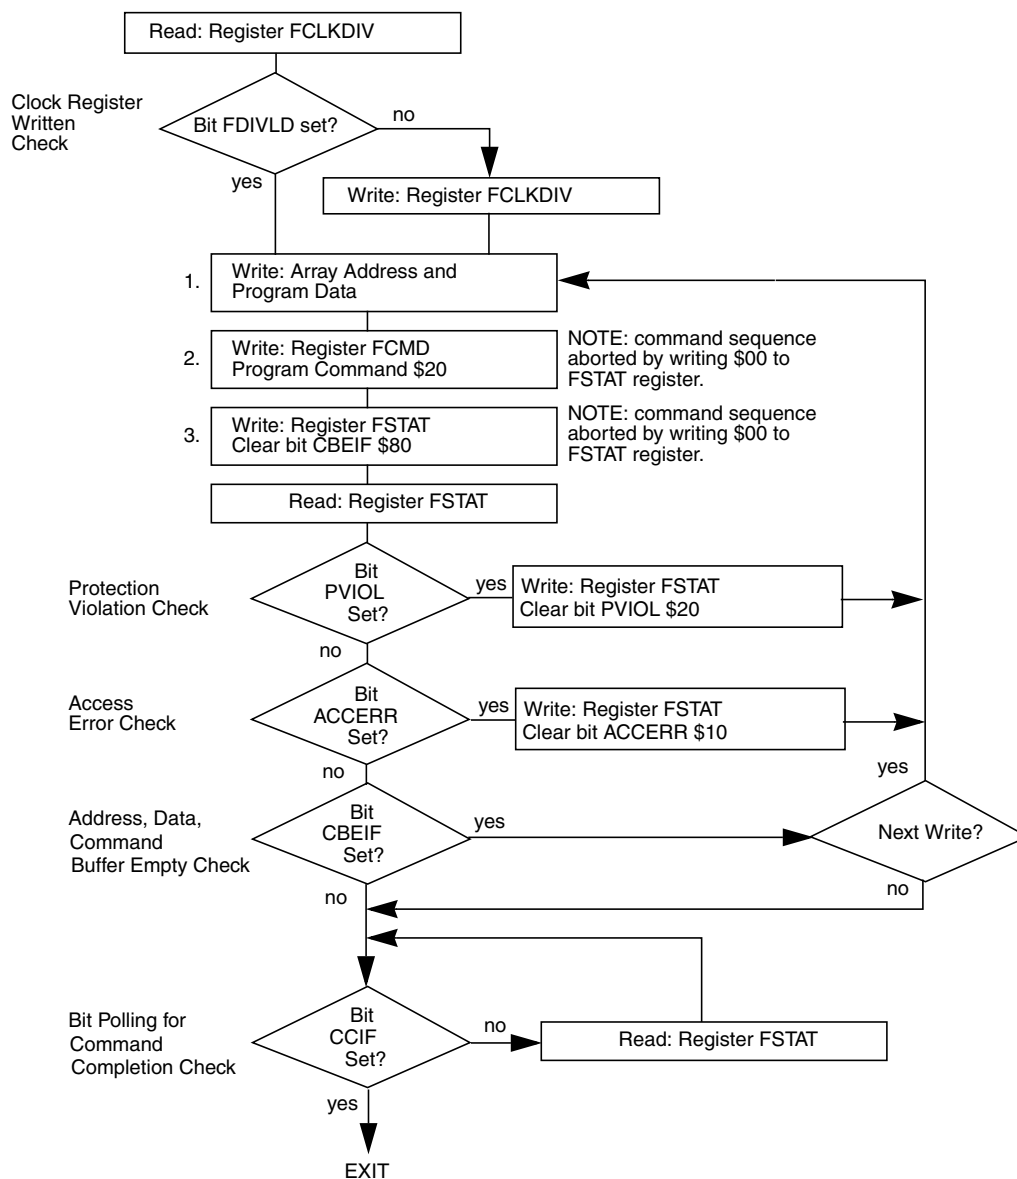 Read: Register FCLKDIV
Clock Register
Written
Check
Bit FDIVLD set?
no
yes
Write: Register FCLKDIV
1.
Write: Array Address and
Program Data
2.
Write: Register FCMD
Program Command $20
NOTE: command sequence
aborted by writing $00 to
FSTAT register.
3.
Write: Register FSTAT
Clear bit CBEIF $80
NOTE: command sequence
aborted by writing $00 to
FSTAT register.
Read: Register FSTAT
Protection
Violation Check
Bit
PVIOL
Set?
yes
Write: Register FSTAT
Clear bit PVIOL $20
no
Access
Error Check
Bit
ACCERR
Set?
yes
Write: Register FSTAT
Clear bit ACCERR $10
no
yes
Address, Data,
Command
Buffer Empty Check
Bit
CBEIF
Set?
yes
Next Write?
no
no
Bit Polling for
Command
Completion Check
Bit
CCIF
Set?
no
Read: Register FSTAT
yes
EXIT